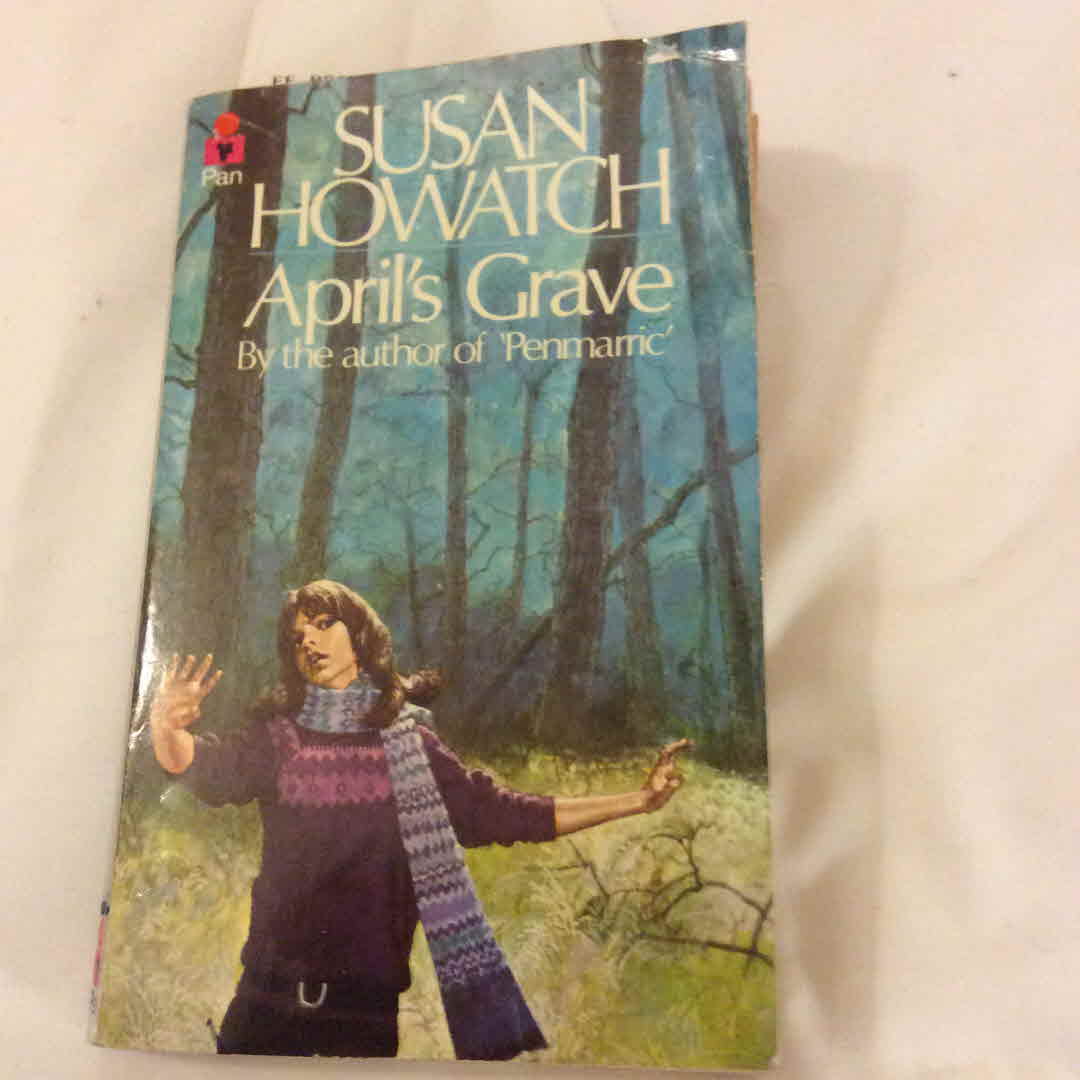 Pan
SUSAN
HOWATCH
April's Grave
By the author of 'Penmarric'